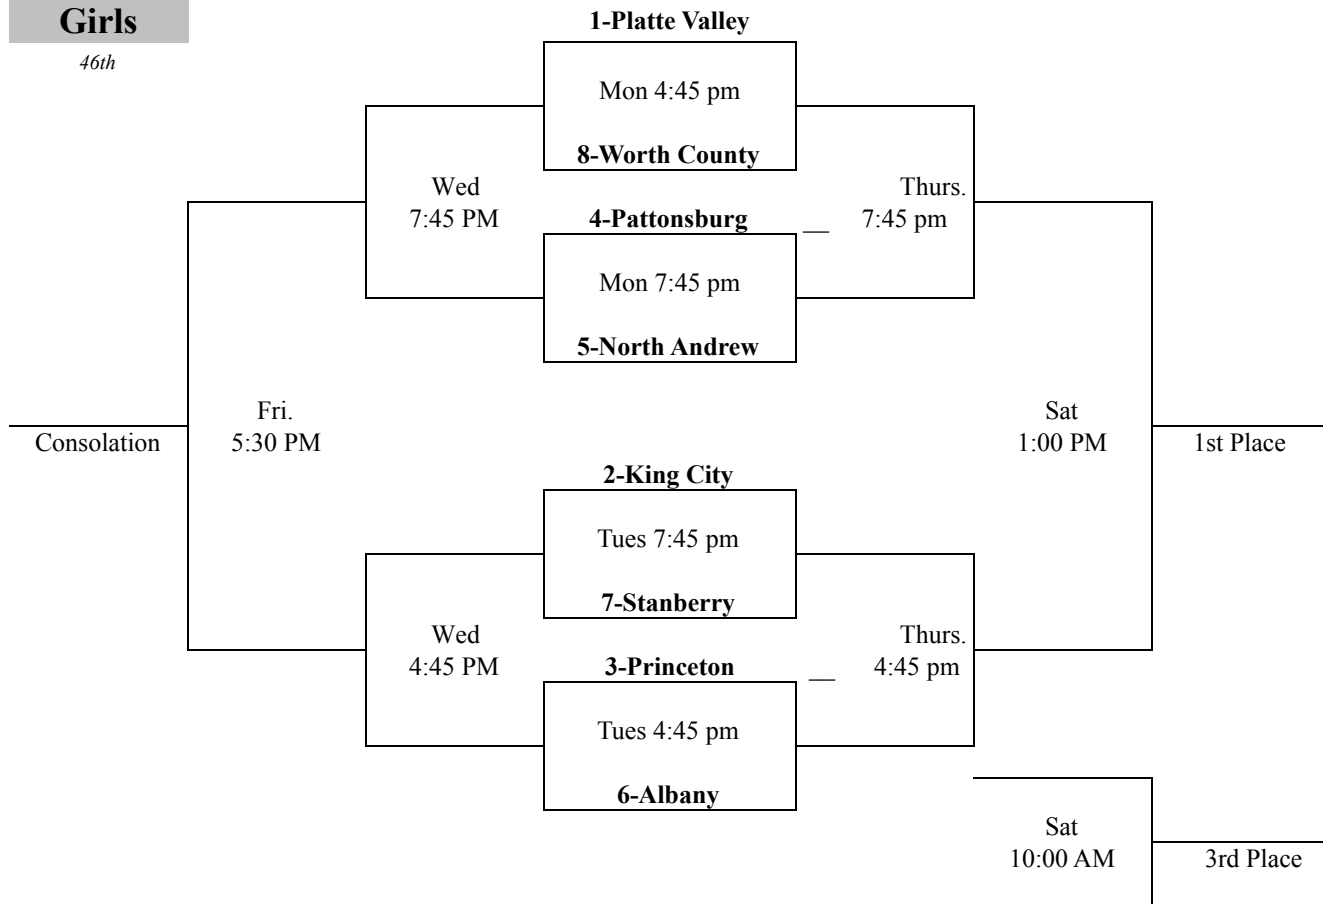 Girls
46th
1-Platte Valley
Mon 4:45 pm
8-Worth County
Wed
7:45 PM
4-Pattonsburg
__
Thurs.
7:45 pm
Mon 7:45 pm
5-North Andrew
Fri.
5:30 PM
Consolation
Sat
1:00 PM
1st Place
2-King City
Tues 7:45 pm
7-Stanberry
Wed
4:45 PM
3-Princeton
__
Thurs.
4:45 pm
Tues 4:45 pm
6-Albany
Sat
10:00 AM
3rd Place